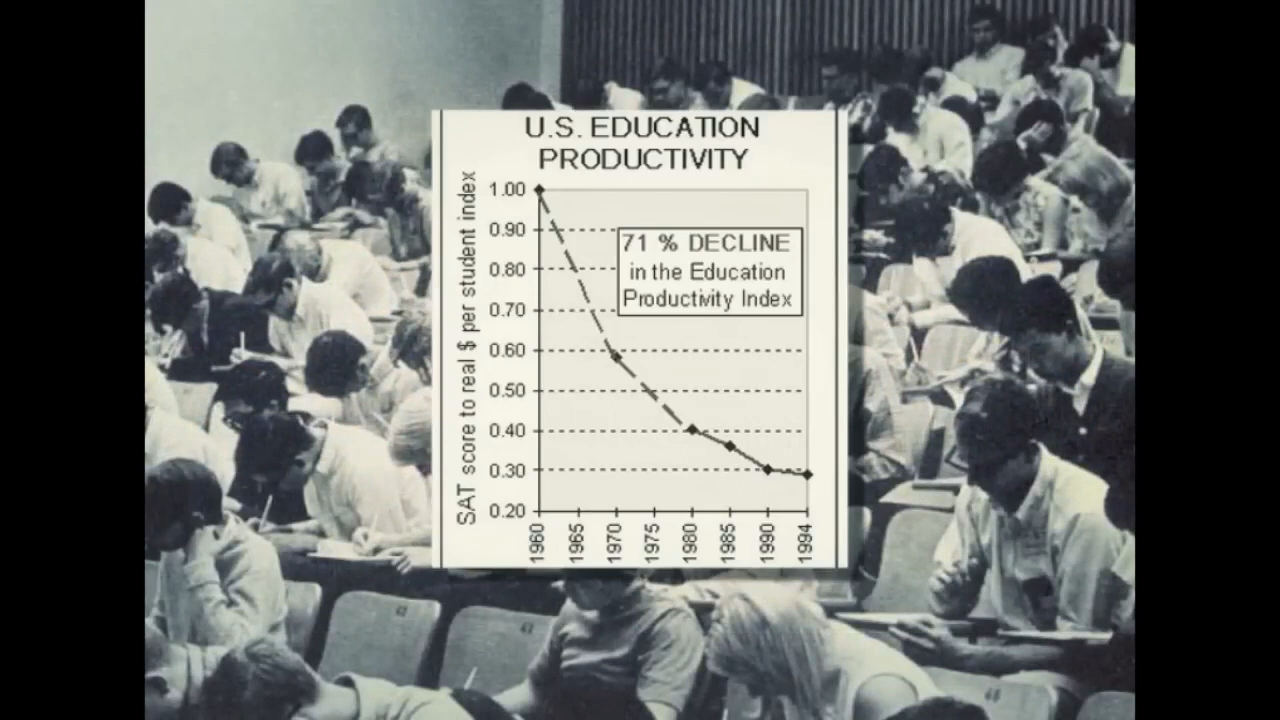 U.S. EDUCATION
PRODUCTIVITY
SAT score to real $ per student index
1.00
0.90
0.80
0.70
0.60
0.50
0.40
0.30
0.20
71 % DECLINE
in the Education
Productivity Index
1960
1965
1970
1975
1980
1985
1990
1994